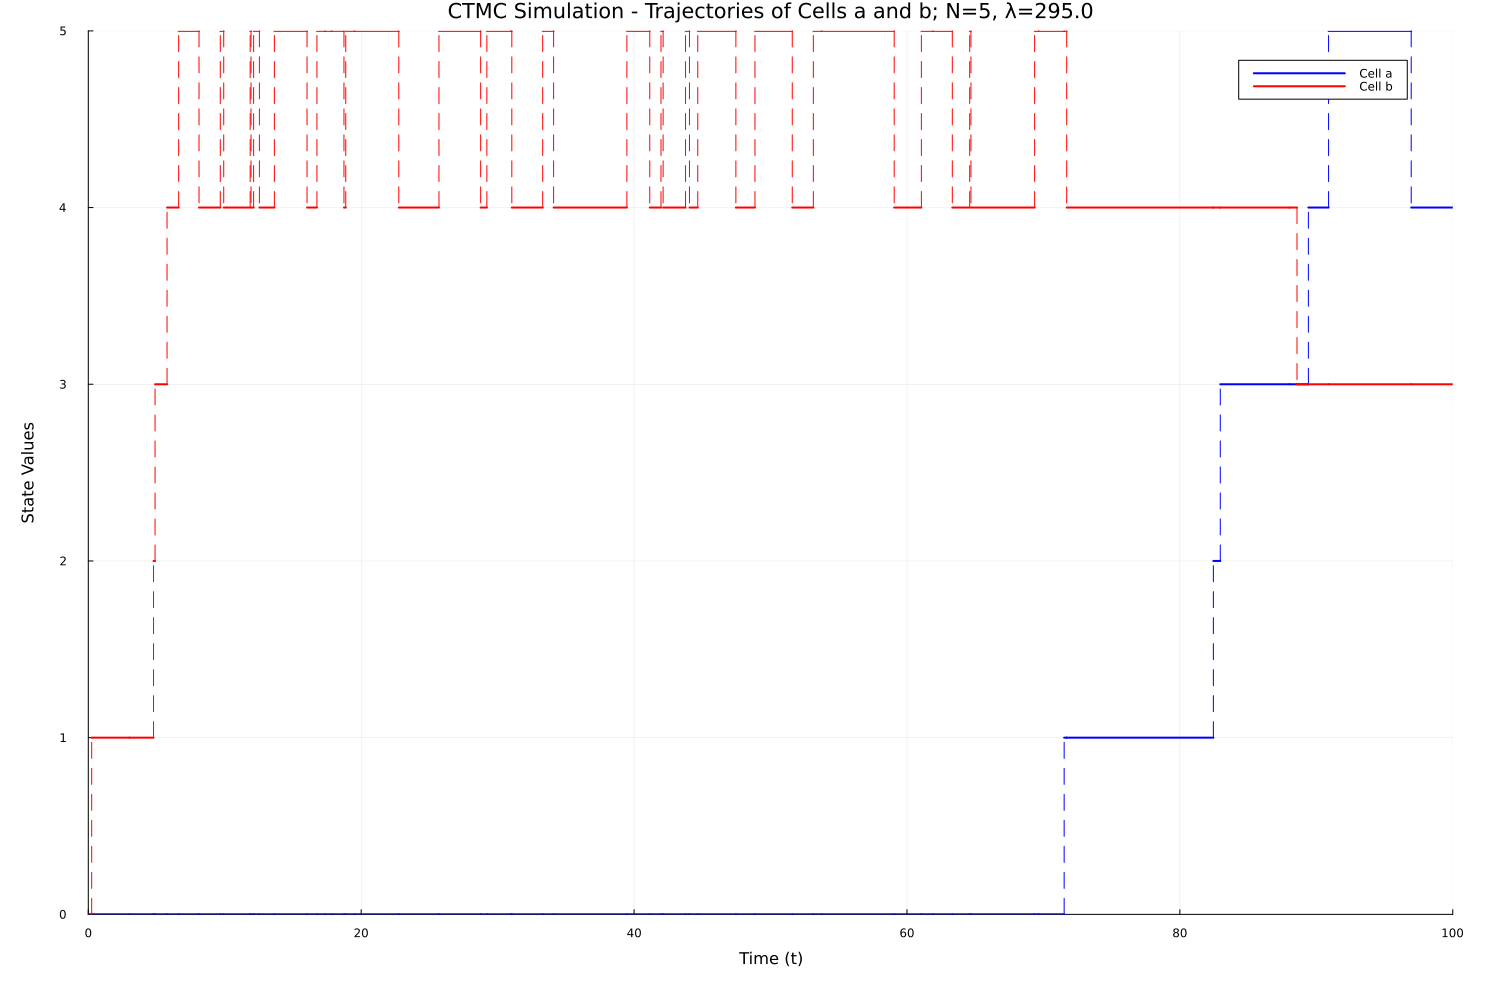 CTMC Simulation - Trajectories of Cells a and b; N=5, λ=295.0
5
4
3
2
1
0
State Values
Cell a
Cell b
0 20 40 60 80 100
Time (t)